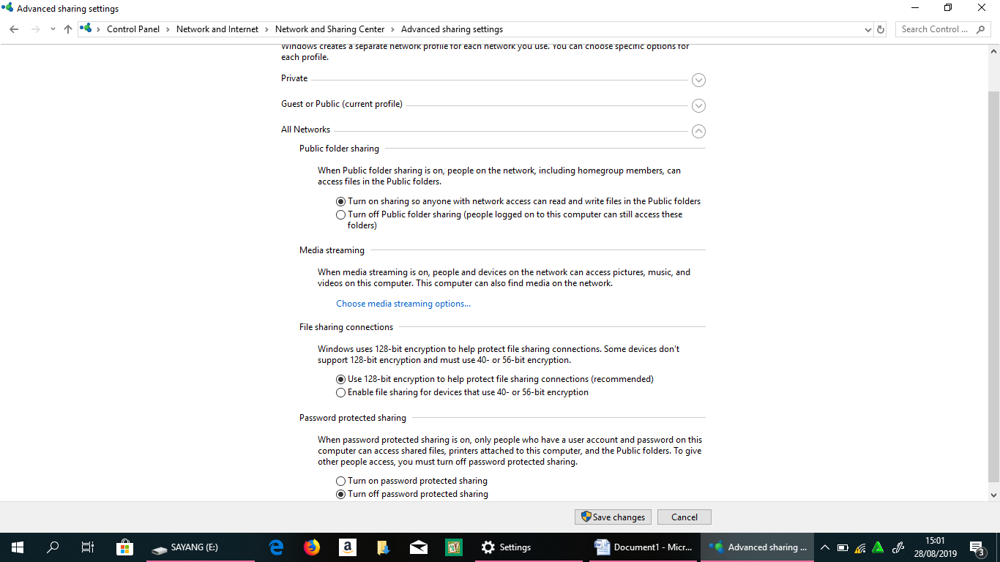 Advanced sharing settings
Control Panel > Network and Internet > Network and Sharing Center > Advanced sharing settings
Search Control ...
Windows creates a separate network profile for each network you use. You can choose specific options for
each profile.
Private
Guest or Public (current profile)
All Networks
Public folder sharing
When Public folder sharing is on, people on the network, including homegroup members, can
access files in the Public folders.
Turn on sharing so anyone with network access can read and write files in the Public folders
Turn off Public folder sharing (people logged on to this computer can still access these
folders)
Media streaming
When media streaming is on, people and devices on the network can access pictures, music, and
videos on this computer. This computer can also find media on the network.
Choose media streaming options...
File sharing connections
Windows uses 128-bit encryption to help protect file sharing connections. Some devices don't
support 128-bit encryption and must use 40- or 56-bit encryption.
Use 128-bit encryption to help protect file sharing connections (recommended)
Enable file sharing for devices that use 40- or 56-bit encryption
Password protected sharing
When password protected sharing is on, only people who have a user account and password on this
computer can access shared files, printers attached to this computer, and the Public folders. To give
other people access, you must turn off password protected sharing.
Turn on password protected sharing
Turn off password protected sharing
Save changes
Cancel
SAYANG (E:)
Settings
Document1 - Micr...
Advanced sharing ...
15:01
28/08/2019
3